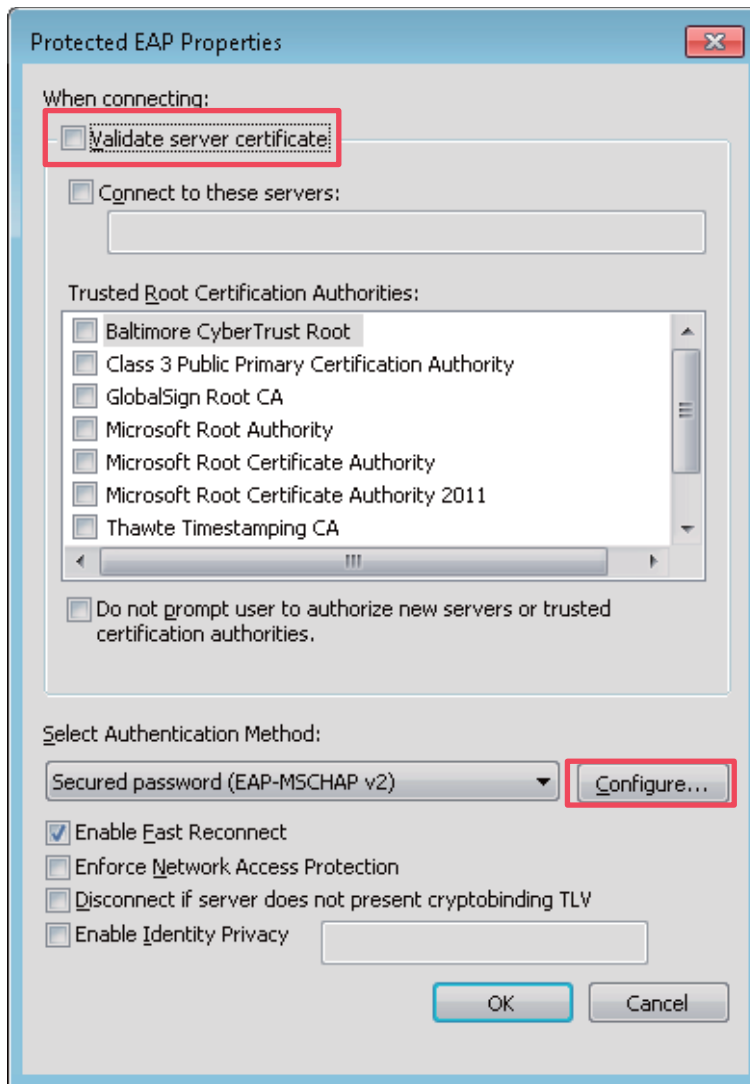 Protected EAP Properties
When connecting:
Validate server certificate
Connect to these servers:
Trusted Root Certification Authorities:
Baltimore CyberTrust Root
Class 3 Public Primary Certification Authority
GlobalSign Root CA
Microsoft Root Authority
Microsoft Root Certificate Authority
Microsoft Root Certificate Authority 2011
Thawte Timestamping CA
Do not prompt user to authorize new servers or trusted
certification authorities.
Select Authentication Method:
Secured password (EAP-MSCHAP v2)
Configure...
Enable Fast Reconnect
Enforce Network Access Protection
Disconnect if server does not present cryptobinding TLV
Enable Identity Privacy
OK
Cancel